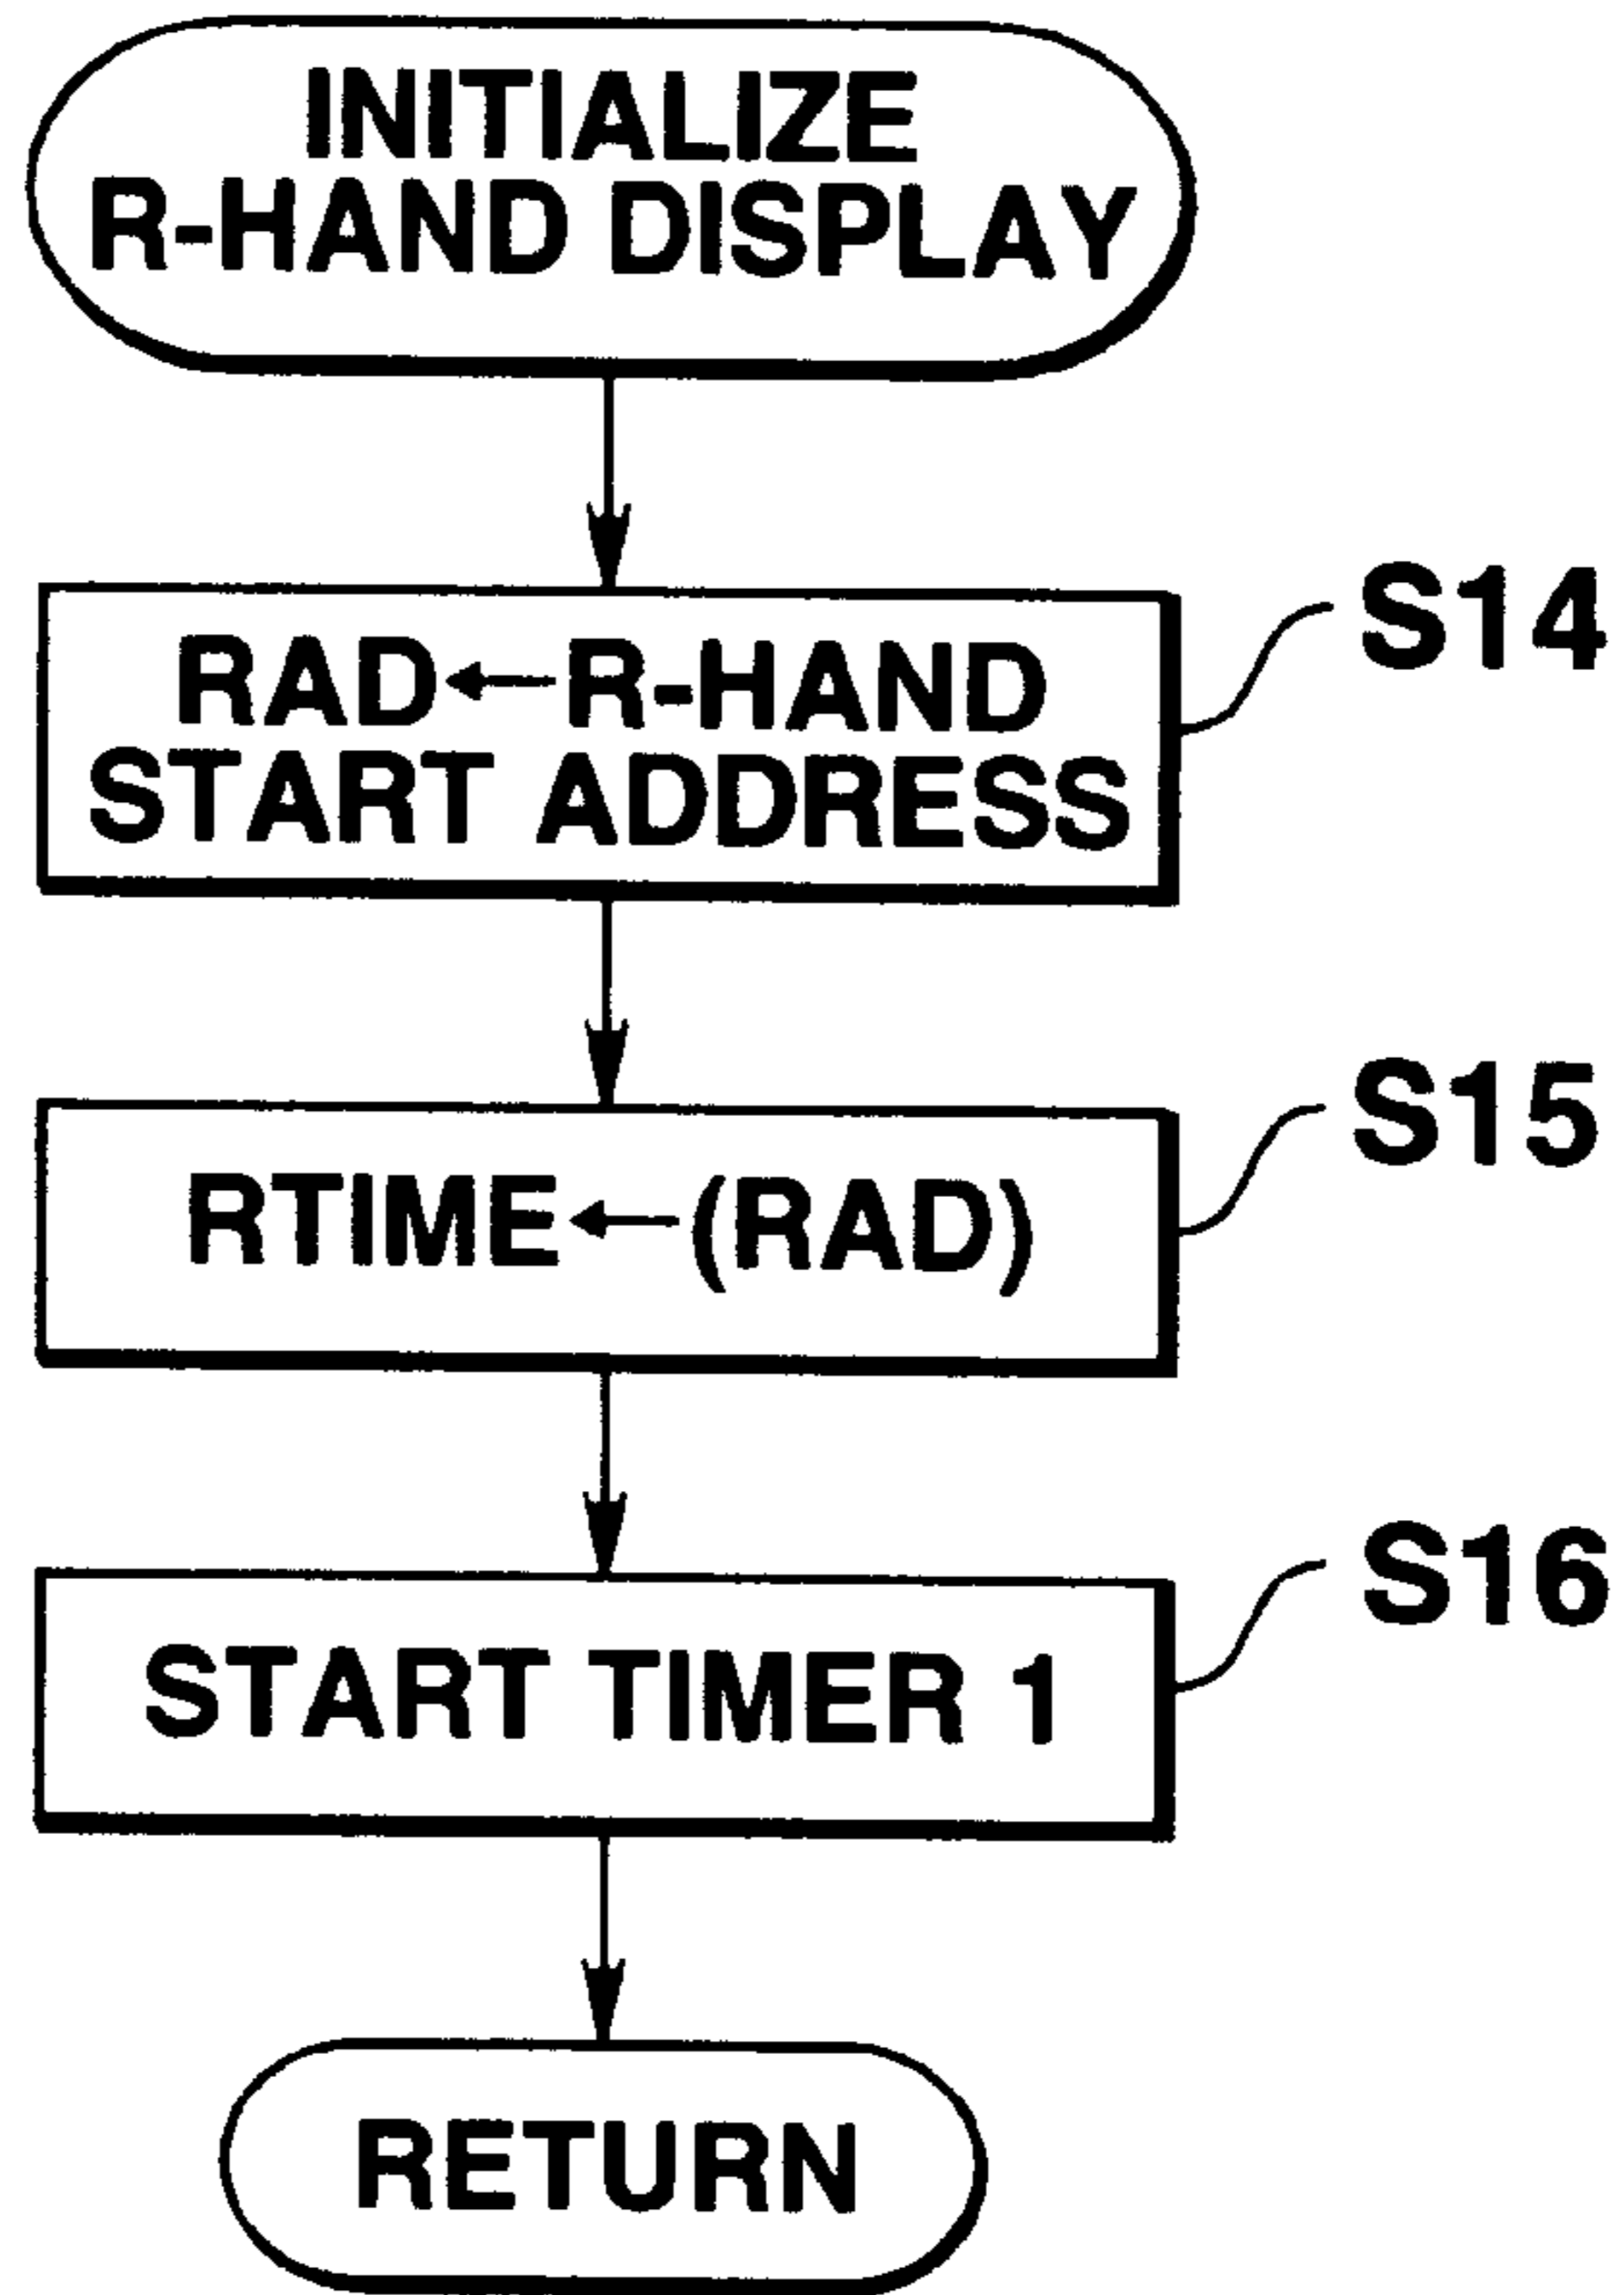 INITIALIZE
R-HAND DISPLAY
RAD←R-HAND
START ADDRESS
S14
RTIME←(RAD)
S15
START TIMER 1
S16
RETURN